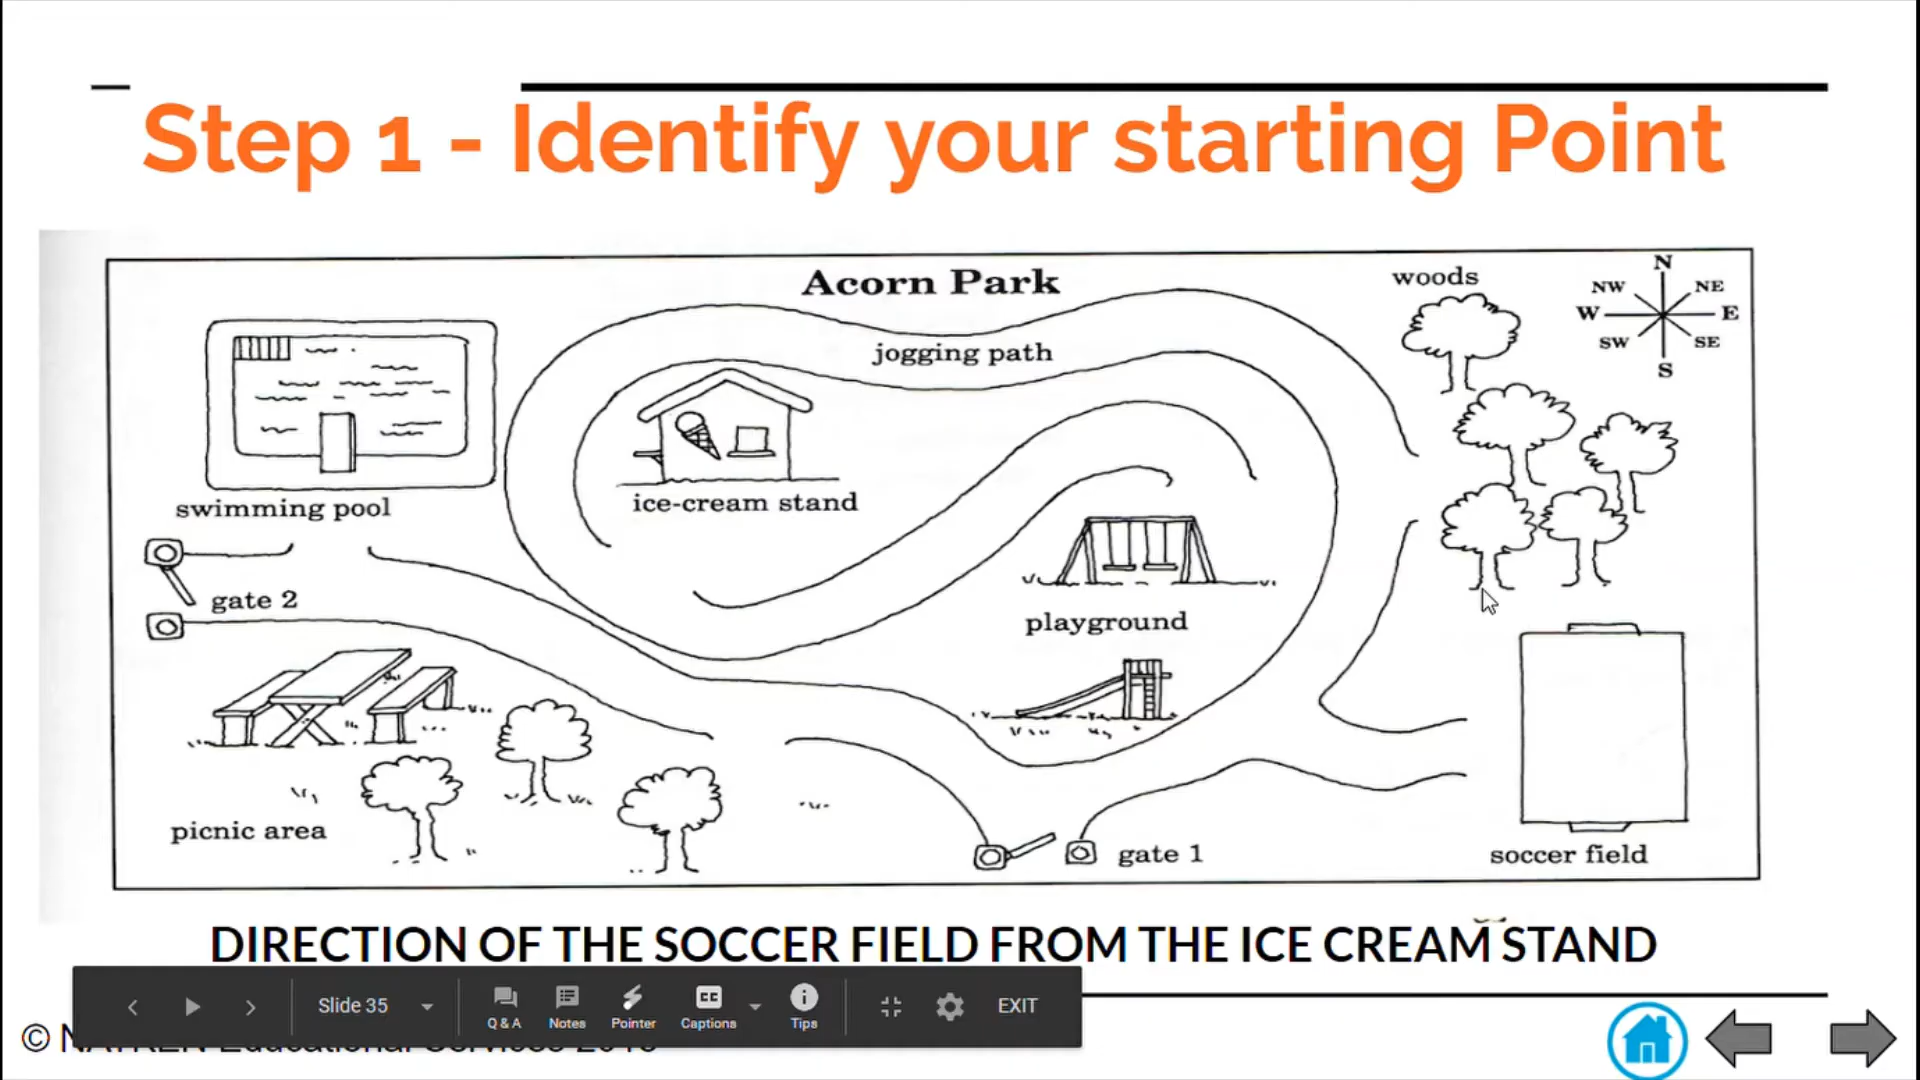 Step 1 - Identify your starting Point
Acorn Park
woods
N
NW NE
W E
SW SE
S
jogging path
swimming pool
ice-cream stand
gate 2
playground
picnic area
gate 1
soccer field
DIRECTION OF THE SOCCER FIELD FROM THE ICE CREAM STAND
Slide 35
Q & A Notes Pointer Captions Tips EXIT
CC
©